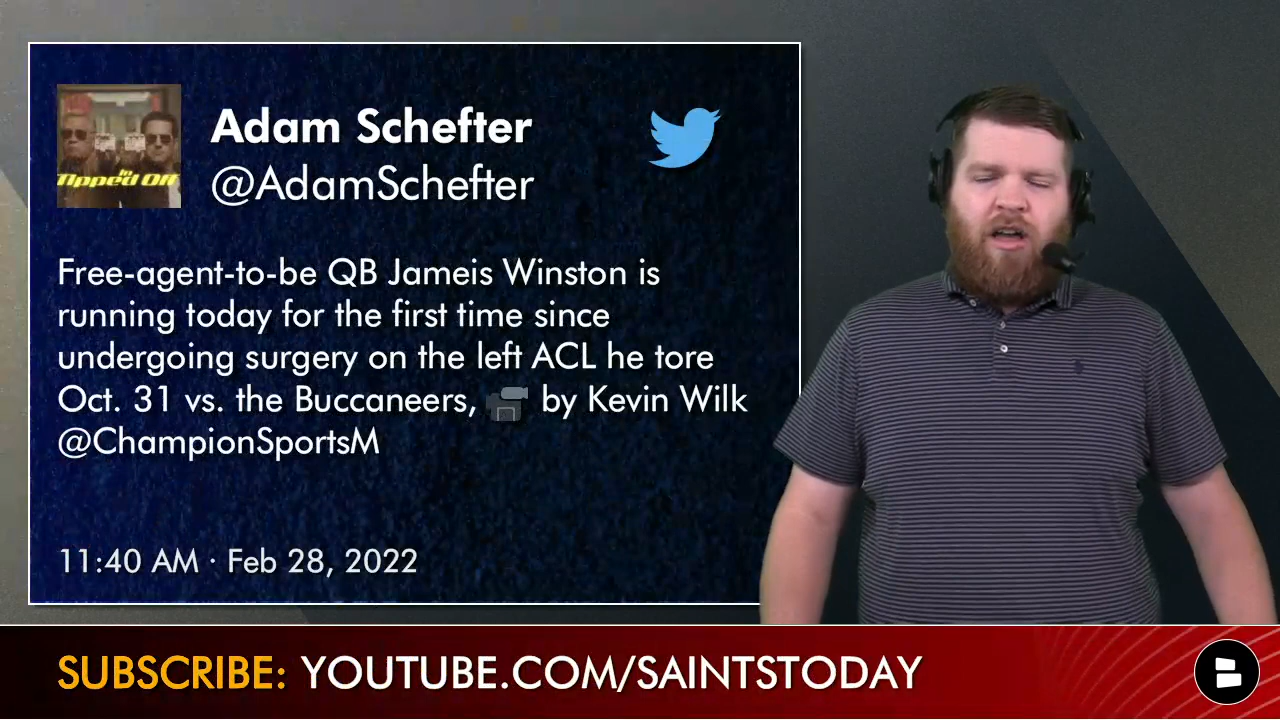 Tipped Off
Adam Schefter
@AdamSchefter
Free-agent-to-be QB Jameis Winston is
running today for the first time since
undergoing surgery on the left ACL he tore
Oct. 31 vs. the Buccaneers, by Kevin Wilk
@ChampionSportsM
11:40 AM · Feb 28, 2022
SUBSCRIBE: YOUTUBE.COM/SAINTSTODAY